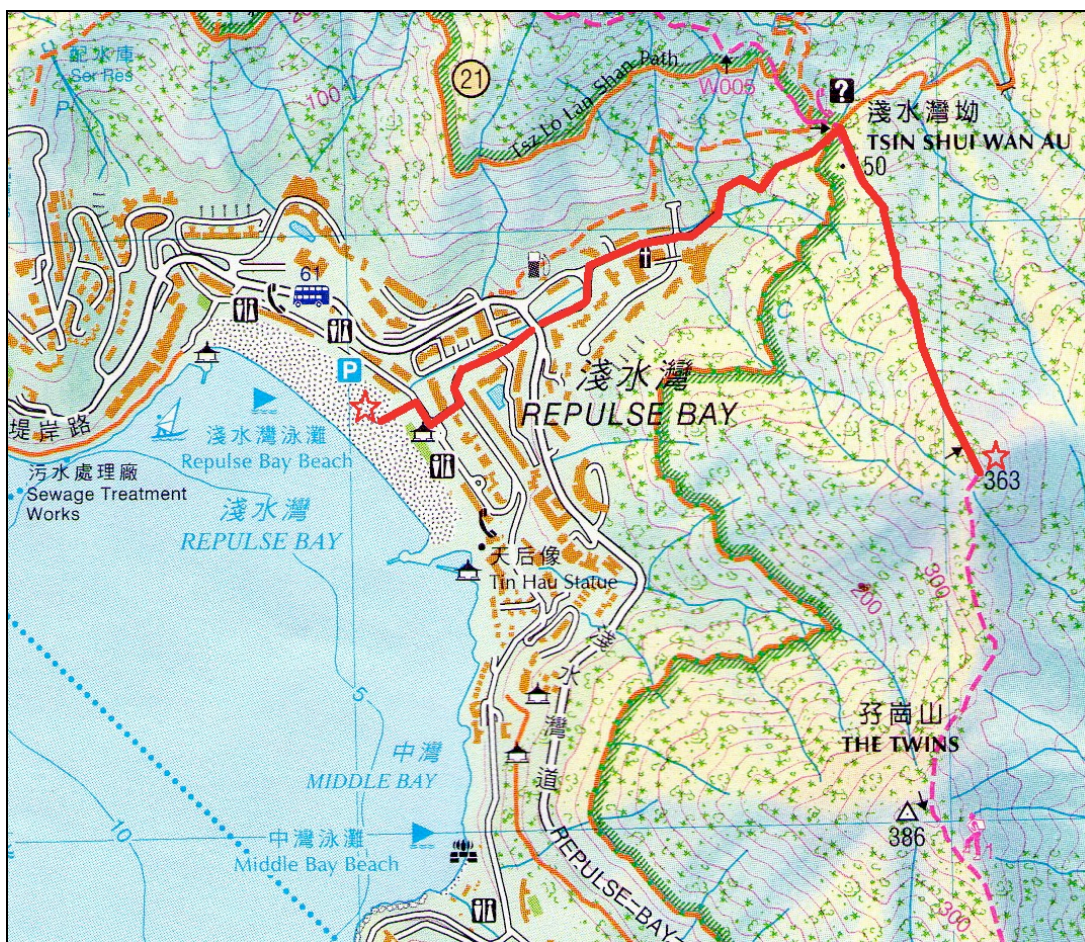 配水庫
Ser Res
P
100
21
Tsz Lo Lan Shan Path
W005
?
淺水灣坳
TSIN SHUI WAN AU
50
61
P
C
淺水灣
REPULSE BAY
堤岸路
淺水灣泳灘
Repulse Bay Beach
污水處理廠
Sewage Treatment
Works
淺水灣
REPULSE BAY
363
天后像
Tin Hau Statue
300
200
淺水灣道
5
孖崗山
THE TWINS
中灣
MIDDLE BAY
10
中灣泳灘
Middle Bay Beach
386
REPULSE-BAY
300